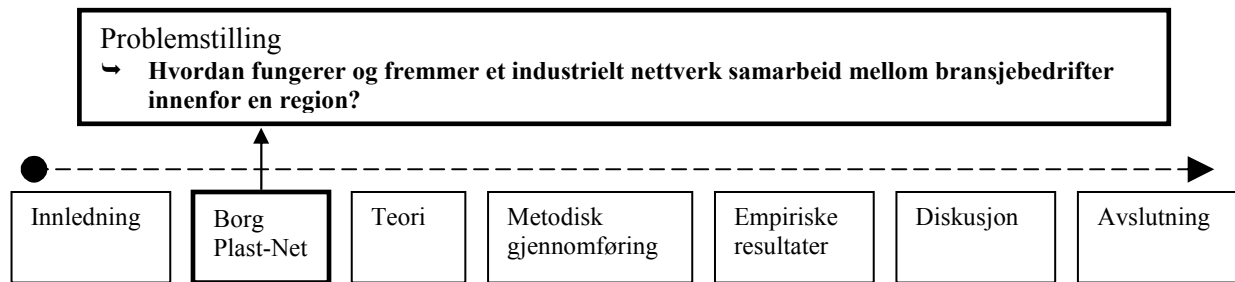 Problemstilling
➥ Hvordan fungerer og fremmer et industrielt nettverk samarbeid mellom bransjebedrifter
innenfor en region?
Innledning
Borg
Plast-Net
Teori
Metodisk
gjennomføring
Empiriske
resultater
Diskusjon
Avslutning